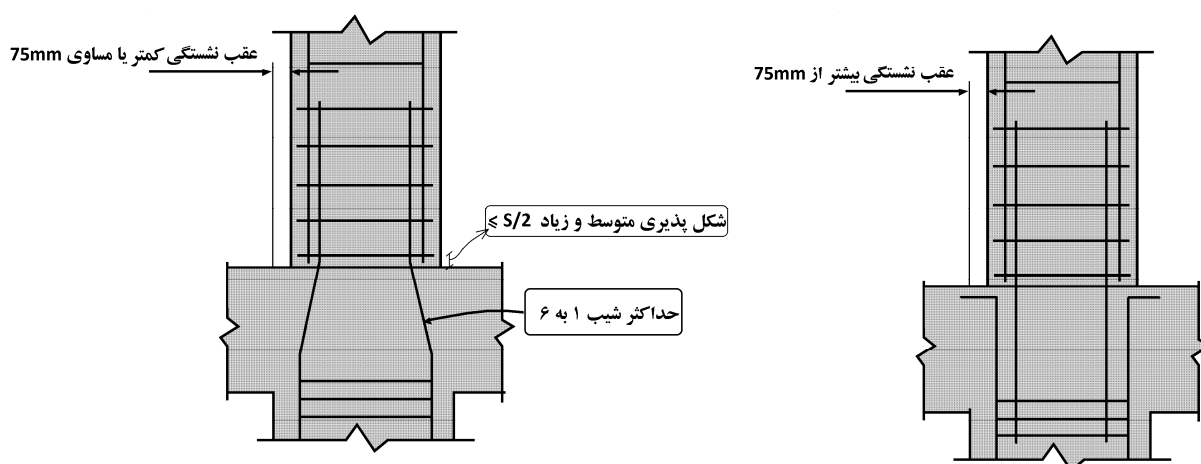 عقب نشستگی کمتر یا مساوی 75mm
عقب نشستگی بیشتر از 75mm
شکل پذیری متوسط و زیاد S/2 ≥
حداکثر شیب ۱ به ۶